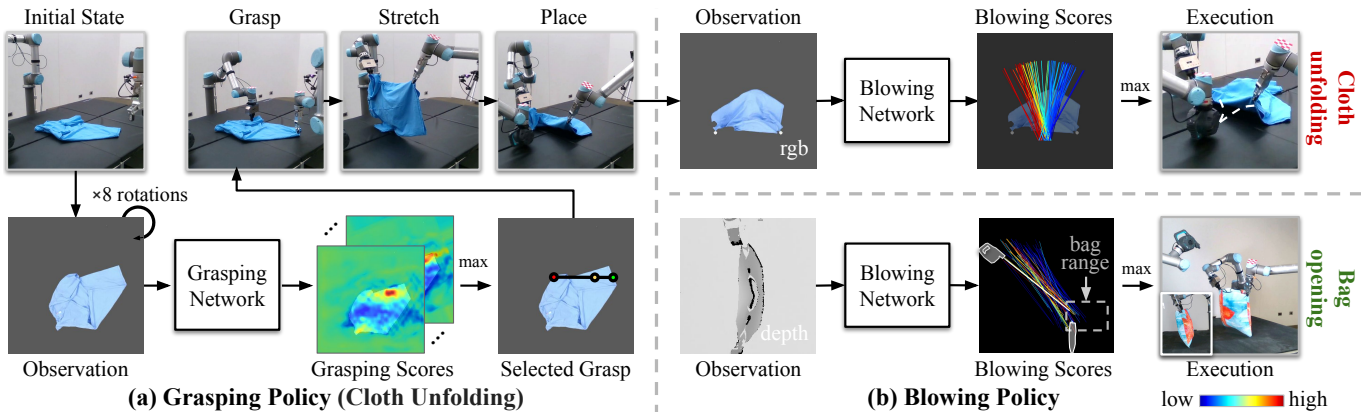 Initial State
Grasp
Stretch
Place
×8 rotations
Grasping
Network
max
Observation
Grasping Scores
Selected Grasp
(a) Grasping Policy (Cloth Unfolding)
Observation
Blowing Scores
Execution
rgb
Blowing
Network
max
Cloth
unfolding
depth
Blowing
Network
bag
range
max
Bag
opening
Observation
Blowing Scores
Execution
(b) Blowing Policy
low
high